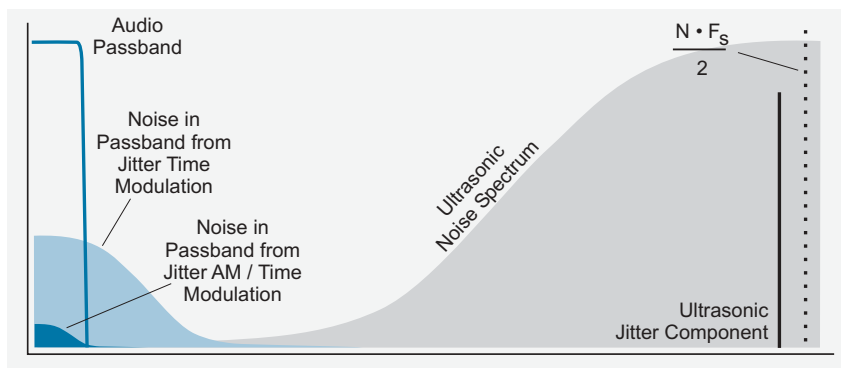 Audio
Passband
N • Fs
2
Noise in
Passband from
Jitter Time
Modulation
Ultrasonic
Noise Spectrum
Noise in
Passband from
Jitter AM / Time
Modulation
Ultrasonic
Jitter Component